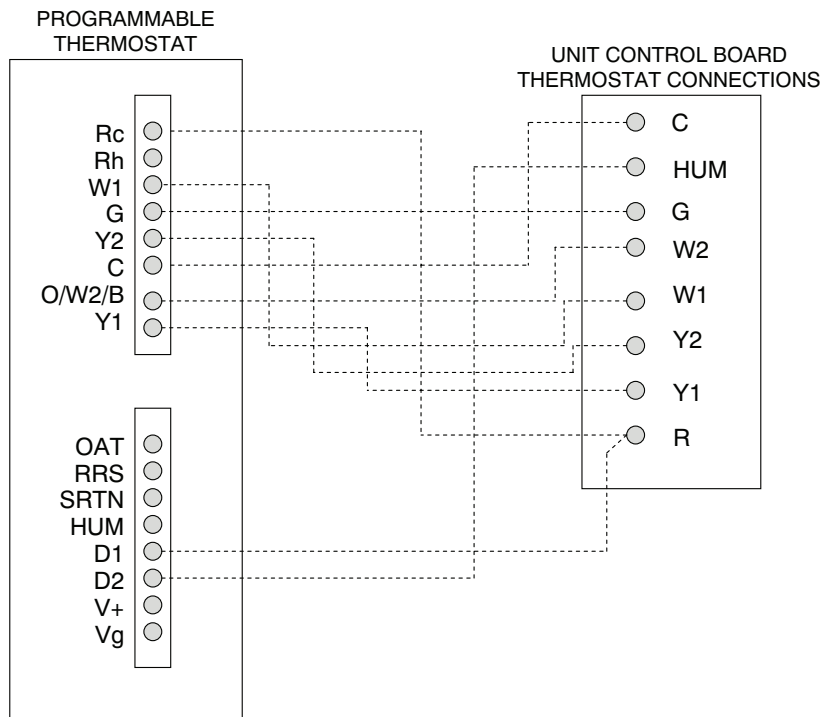 PROGRAMMABLE
THERMOSTAT
Rc
Rh
W1
G
Y2
C
O/W2/B
Y1
OAT
RRS
SRTN
HUM
D1
D2
V+
Vg
UNIT CONTROL BOARD
THERMOSTAT CONNECTIONS
C
HUM
G
W2
W1
Y2
Y1
R